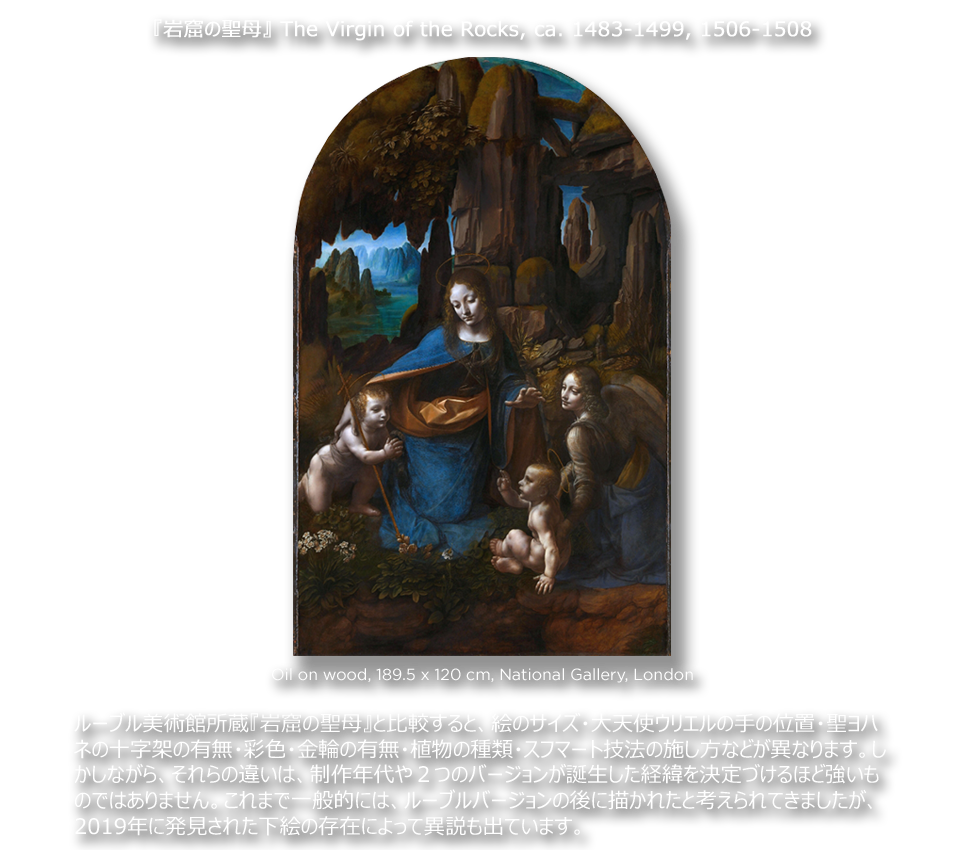 『岩窟の聖母』 The Virgin of the Rocks, ca. 1483-1499, 1506-1508
Oil on wood, 189.5 x 120 cm, National Gallery, London
ルーブル美術館所蔵『岩窟の聖母』と比較すると、絵のサイズ・大天使ウリエルの手の位置・聖ヨハ
ネの十字架の有無・彩色・金輪の有無・植物の種類・スフマート技法の施し方などが異なります。し
かしながら、それらの違いは、制作年代や２つのバージョンが誕生した経緯を決定づけるほど強いも
のではありません。これまで一般的には、ルーブルバージョンの後に描かれたと考えられてきましたが、
2019年に発見された下絵の存在によって異説も出ています。